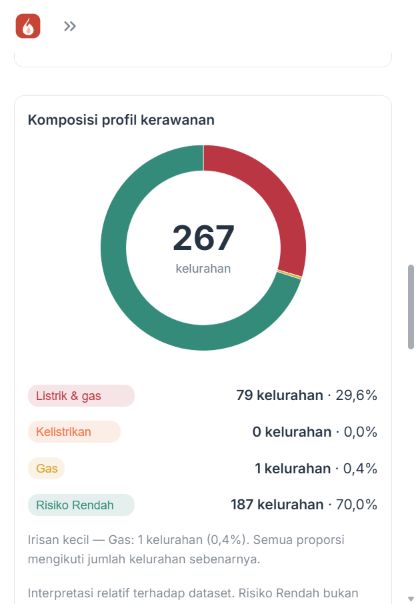 Komposisi profil kerawanan
267
kelurahan
Listrik & gas 79 kelurahan · 29,6%
Kelistrikan 0 kelurahan · 0,0%
Gas 1 kelurahan · 0,4%
Risiko Rendah 187 kelurahan · 70,0%
Irisan kecil — Gas: 1 kelurahan (0,4%). Semua proporsi
mengikuti jumlah kelurahan sebenarnya.
Interpretasi relatif terhadap dataset. Risiko Rendah bukan